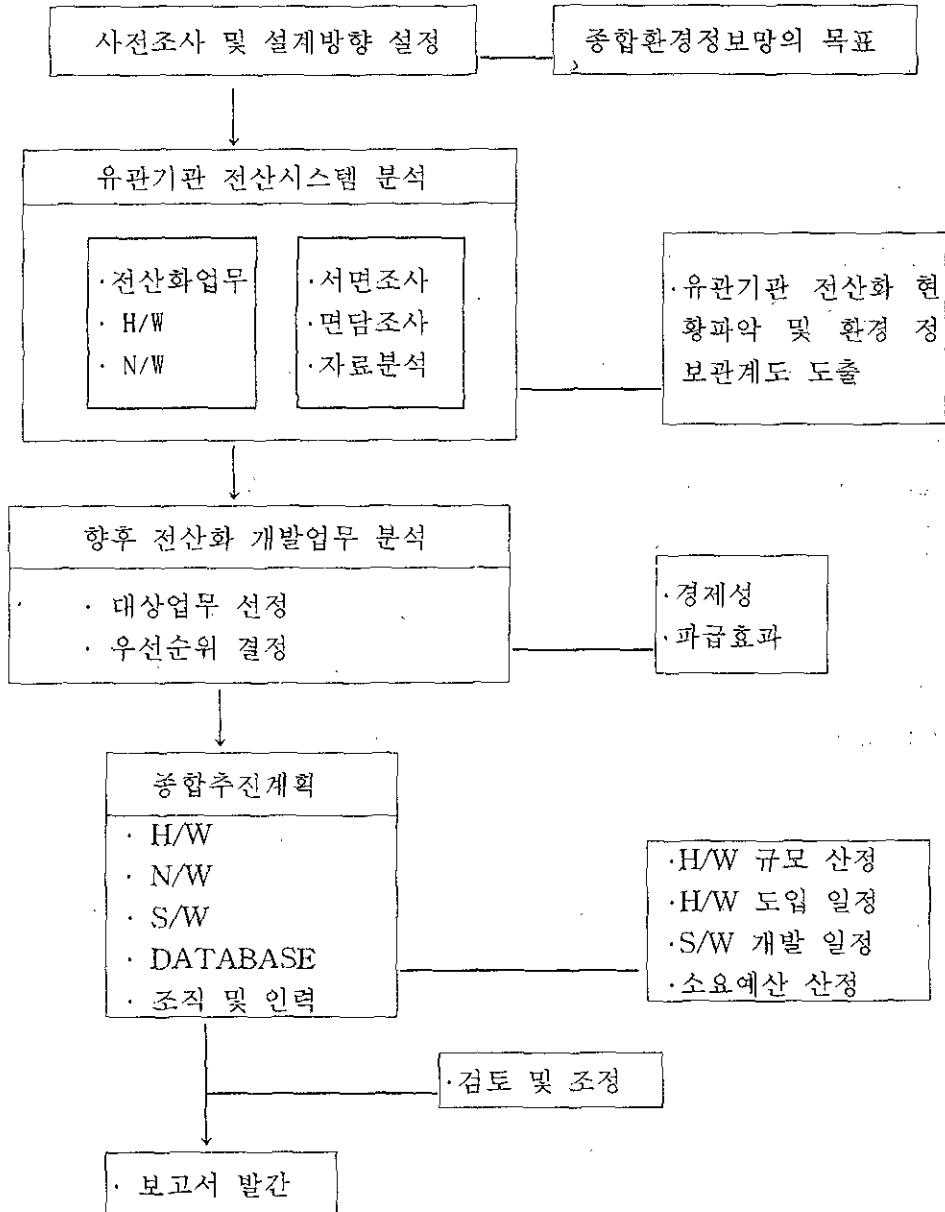 사전조사 및 설계방향 설정
종합환경정보망의 목표
유관기관 전산시스템 분석
·전산화업무
· H/W
· N/W
·서면조사
·면담조사
·자료분석
·유관기관 전산화 현
황파악 및 환경 정
보관계도 도출
향후 전산화 개발업무 분석
· 대상업무 선정
· 우선순위 결정
·경제성
·파급효과
종합추진계획
· H/W
· N/W
· S/W
· DATABASE
· 조직 및 인력
·H/W 규모 산정
·H/W 도입 일정
·S/W 개발 일정
·소요예산 산정
·검토 및 조정
· 보고서 발간